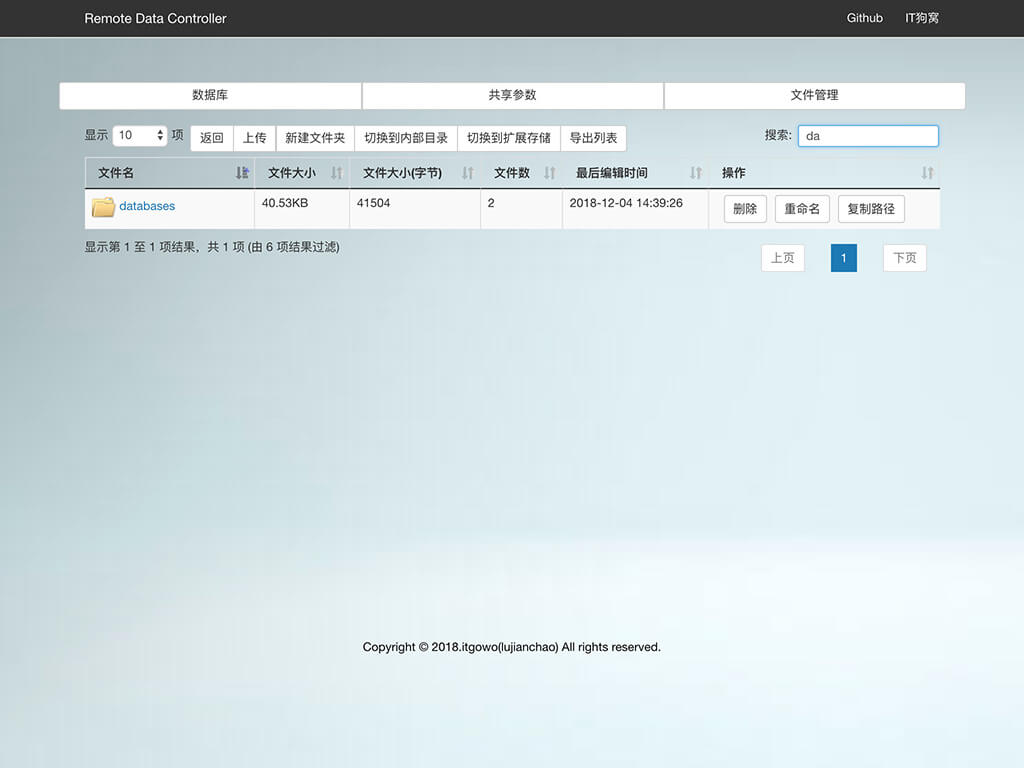 Remote Data Controller Github IT狗窝
数据库 共享参数 文件管理
显示 10 项 返回 上传 新建文件夹 切换到内部目录 切换到扩展存储 导出列表 搜索: da
文件名 文件大小 文件大小(字节) 文件数 最后编辑时间 操作
databases 40.53KB 41504 2 2018-12-04 14:39:26 删除 重命名 复制路径
显示第 1 至 1 项结果，共 1 项 (由 6 项结果过滤)
上页 1 下页
Copyright © 2018.itgowo(lujianchao) All rights reserved.